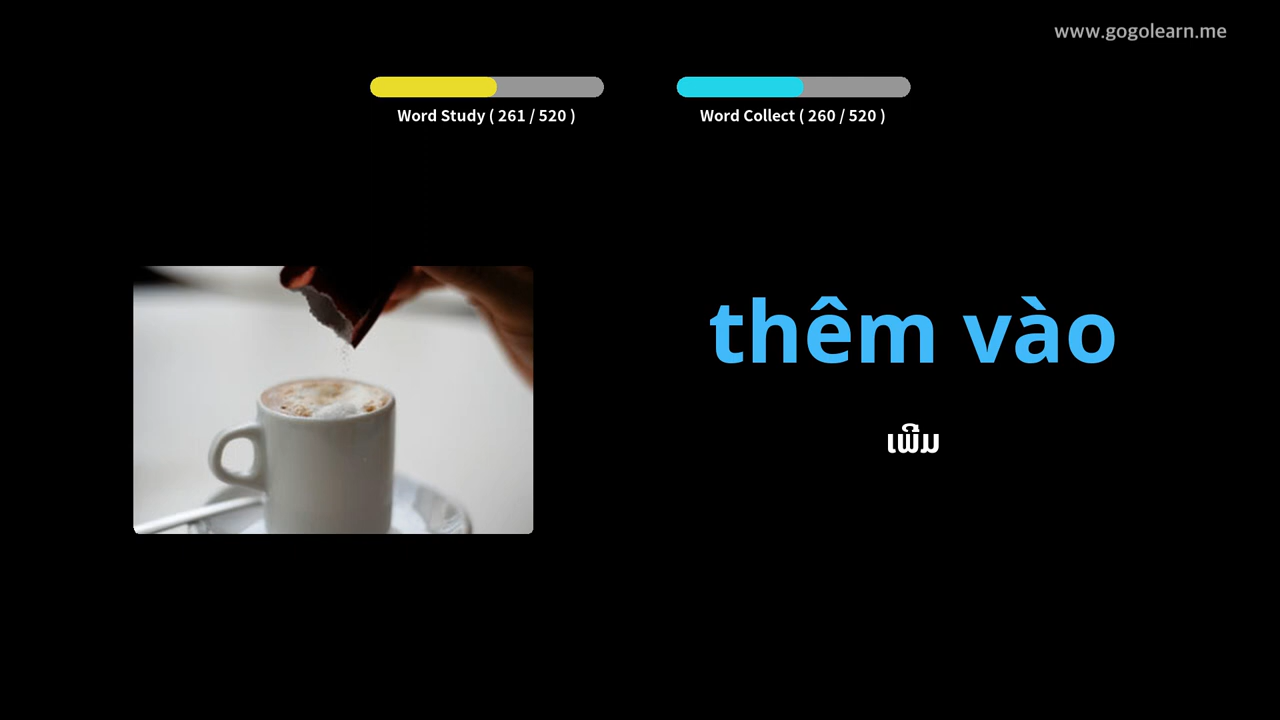 www.gogolearn.me
Word Study ( 261 / 520 )
Word Collect ( 260 / 520 )
thêm vào
ເພີ່ມ